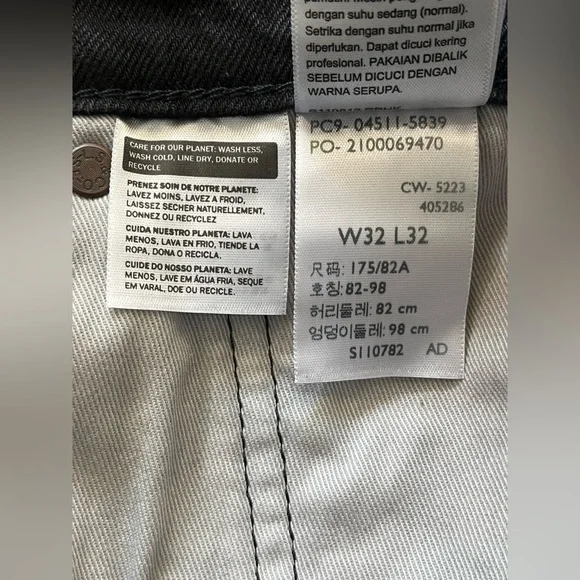 dengan suhu sedang (normal).
Setrika dengan suhu normal jika
diperlukan. Dapat dicuci kering
profesional. PAKAIAN DIBALIK
SEBELUM DICUCI DENGAN
WARNA SERUPA.
PC9- 04511-5839
PO- 2100069470
CW- 5223
405286
W32 L32
尺码: 175/82A
호칭: 82-98
허리둘레: 82 cm
엉덩이둘레: 98 cm
S110782 AD
CARE FOR OUR PLANET: WASH LESS,
WASH COLD, LINE DRY, DONATE OR
RECYCLE
PRENEZ SOIN DE NOTRE PLANETE:
LAVEZ MOINS, LAVEZ A FROID,
LAISSEZ SECHER NATURELLEMENT,
DONNEZ OU RECYCLEZ
CUIDA NUESTRO PLANETA: LAVA
MENOS, LAVA EN FRIO, TIENDE LA
ROPA, DONA O RECICLA.
CUIDE DO NOSSO PLANETA: LAVE
MENOS, LAVE EM ÁGUA FRIA, SEQUE
EM VARAL, DOE OU RECICLE.